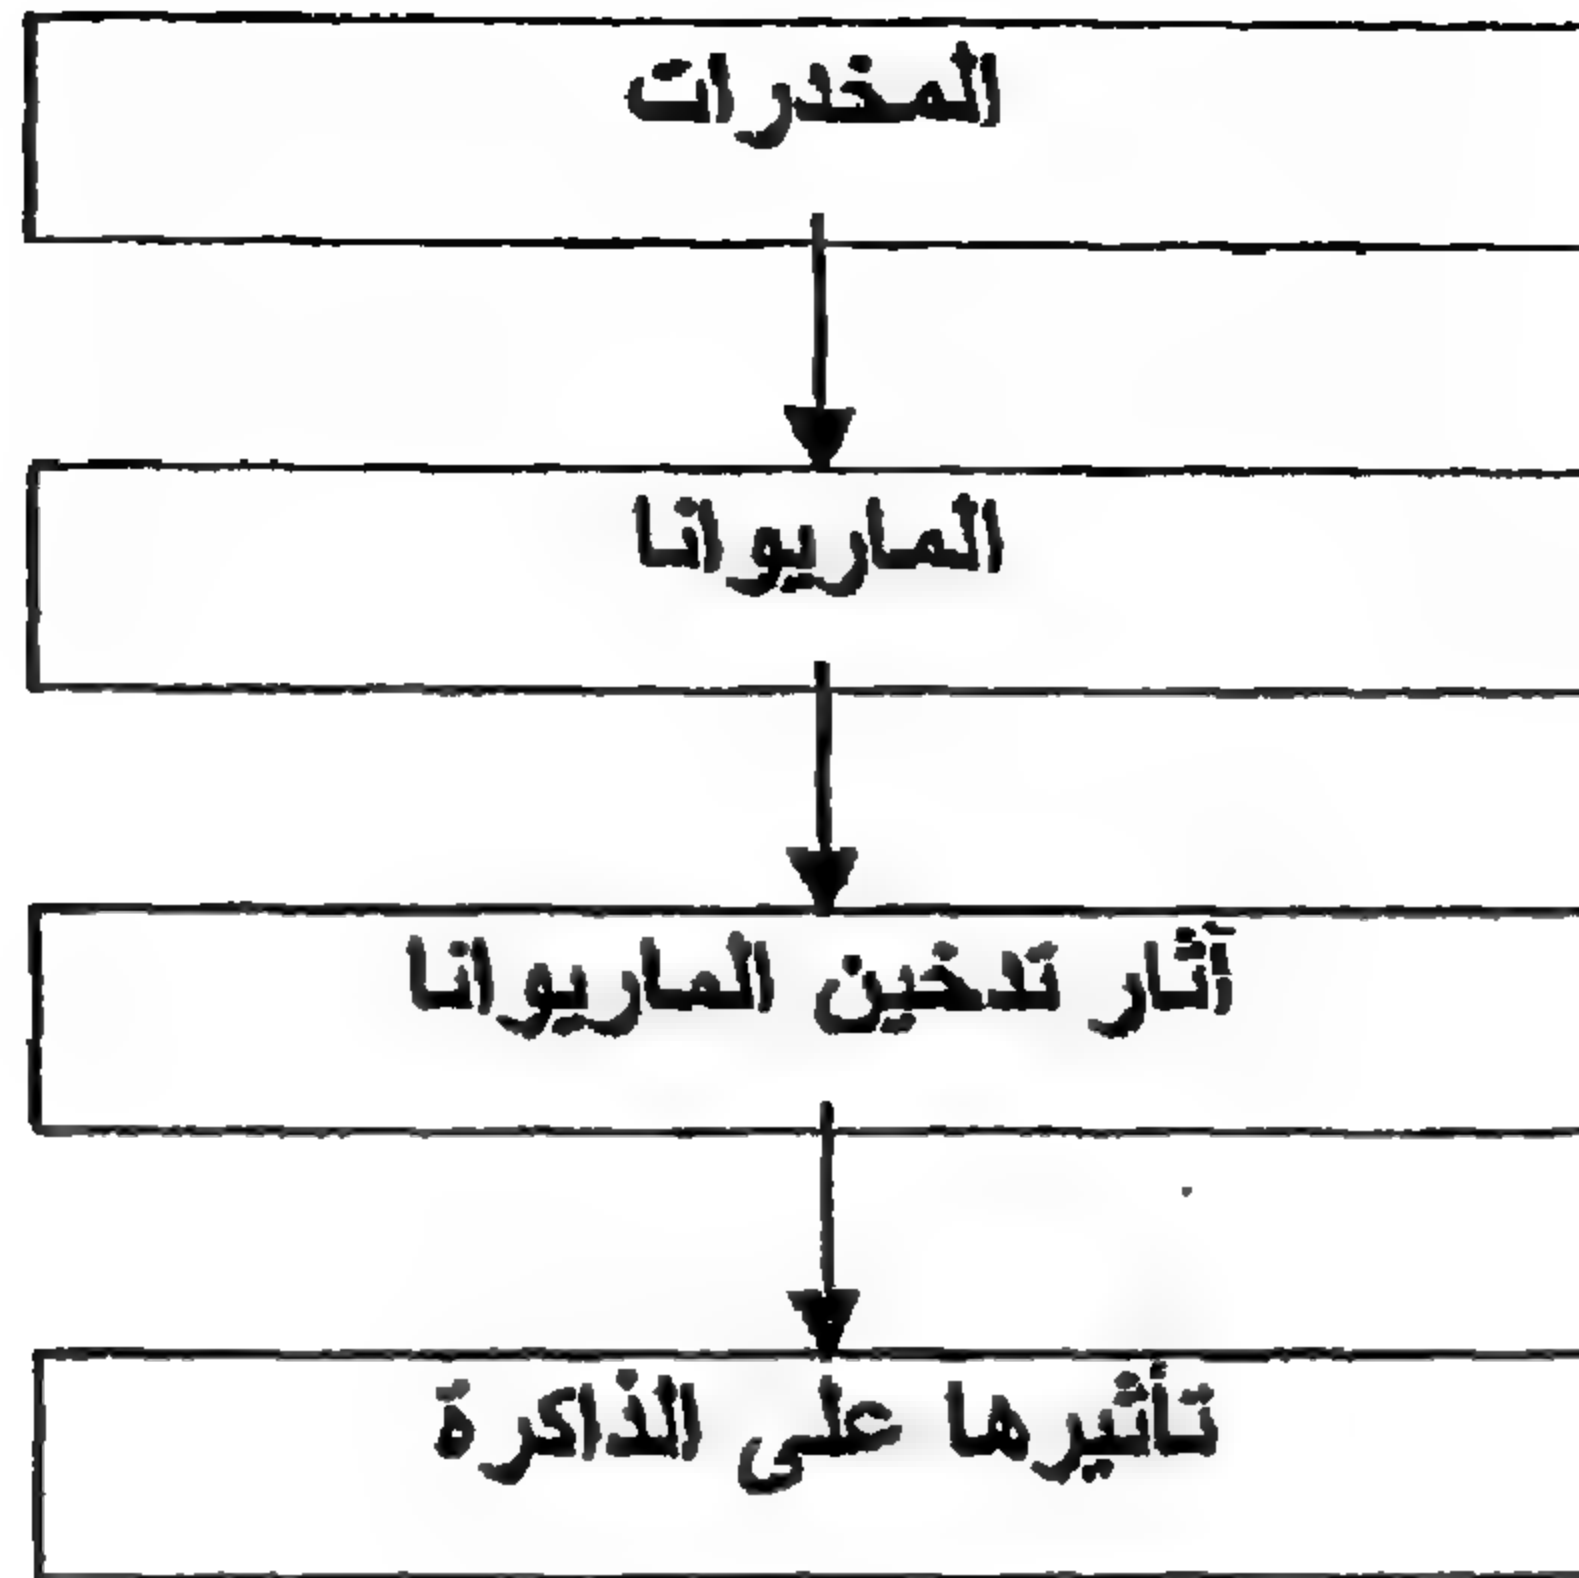 المخدرات
الماريوانا
آثار تدخين الماريوانا
تأثيرها على الذاكرة